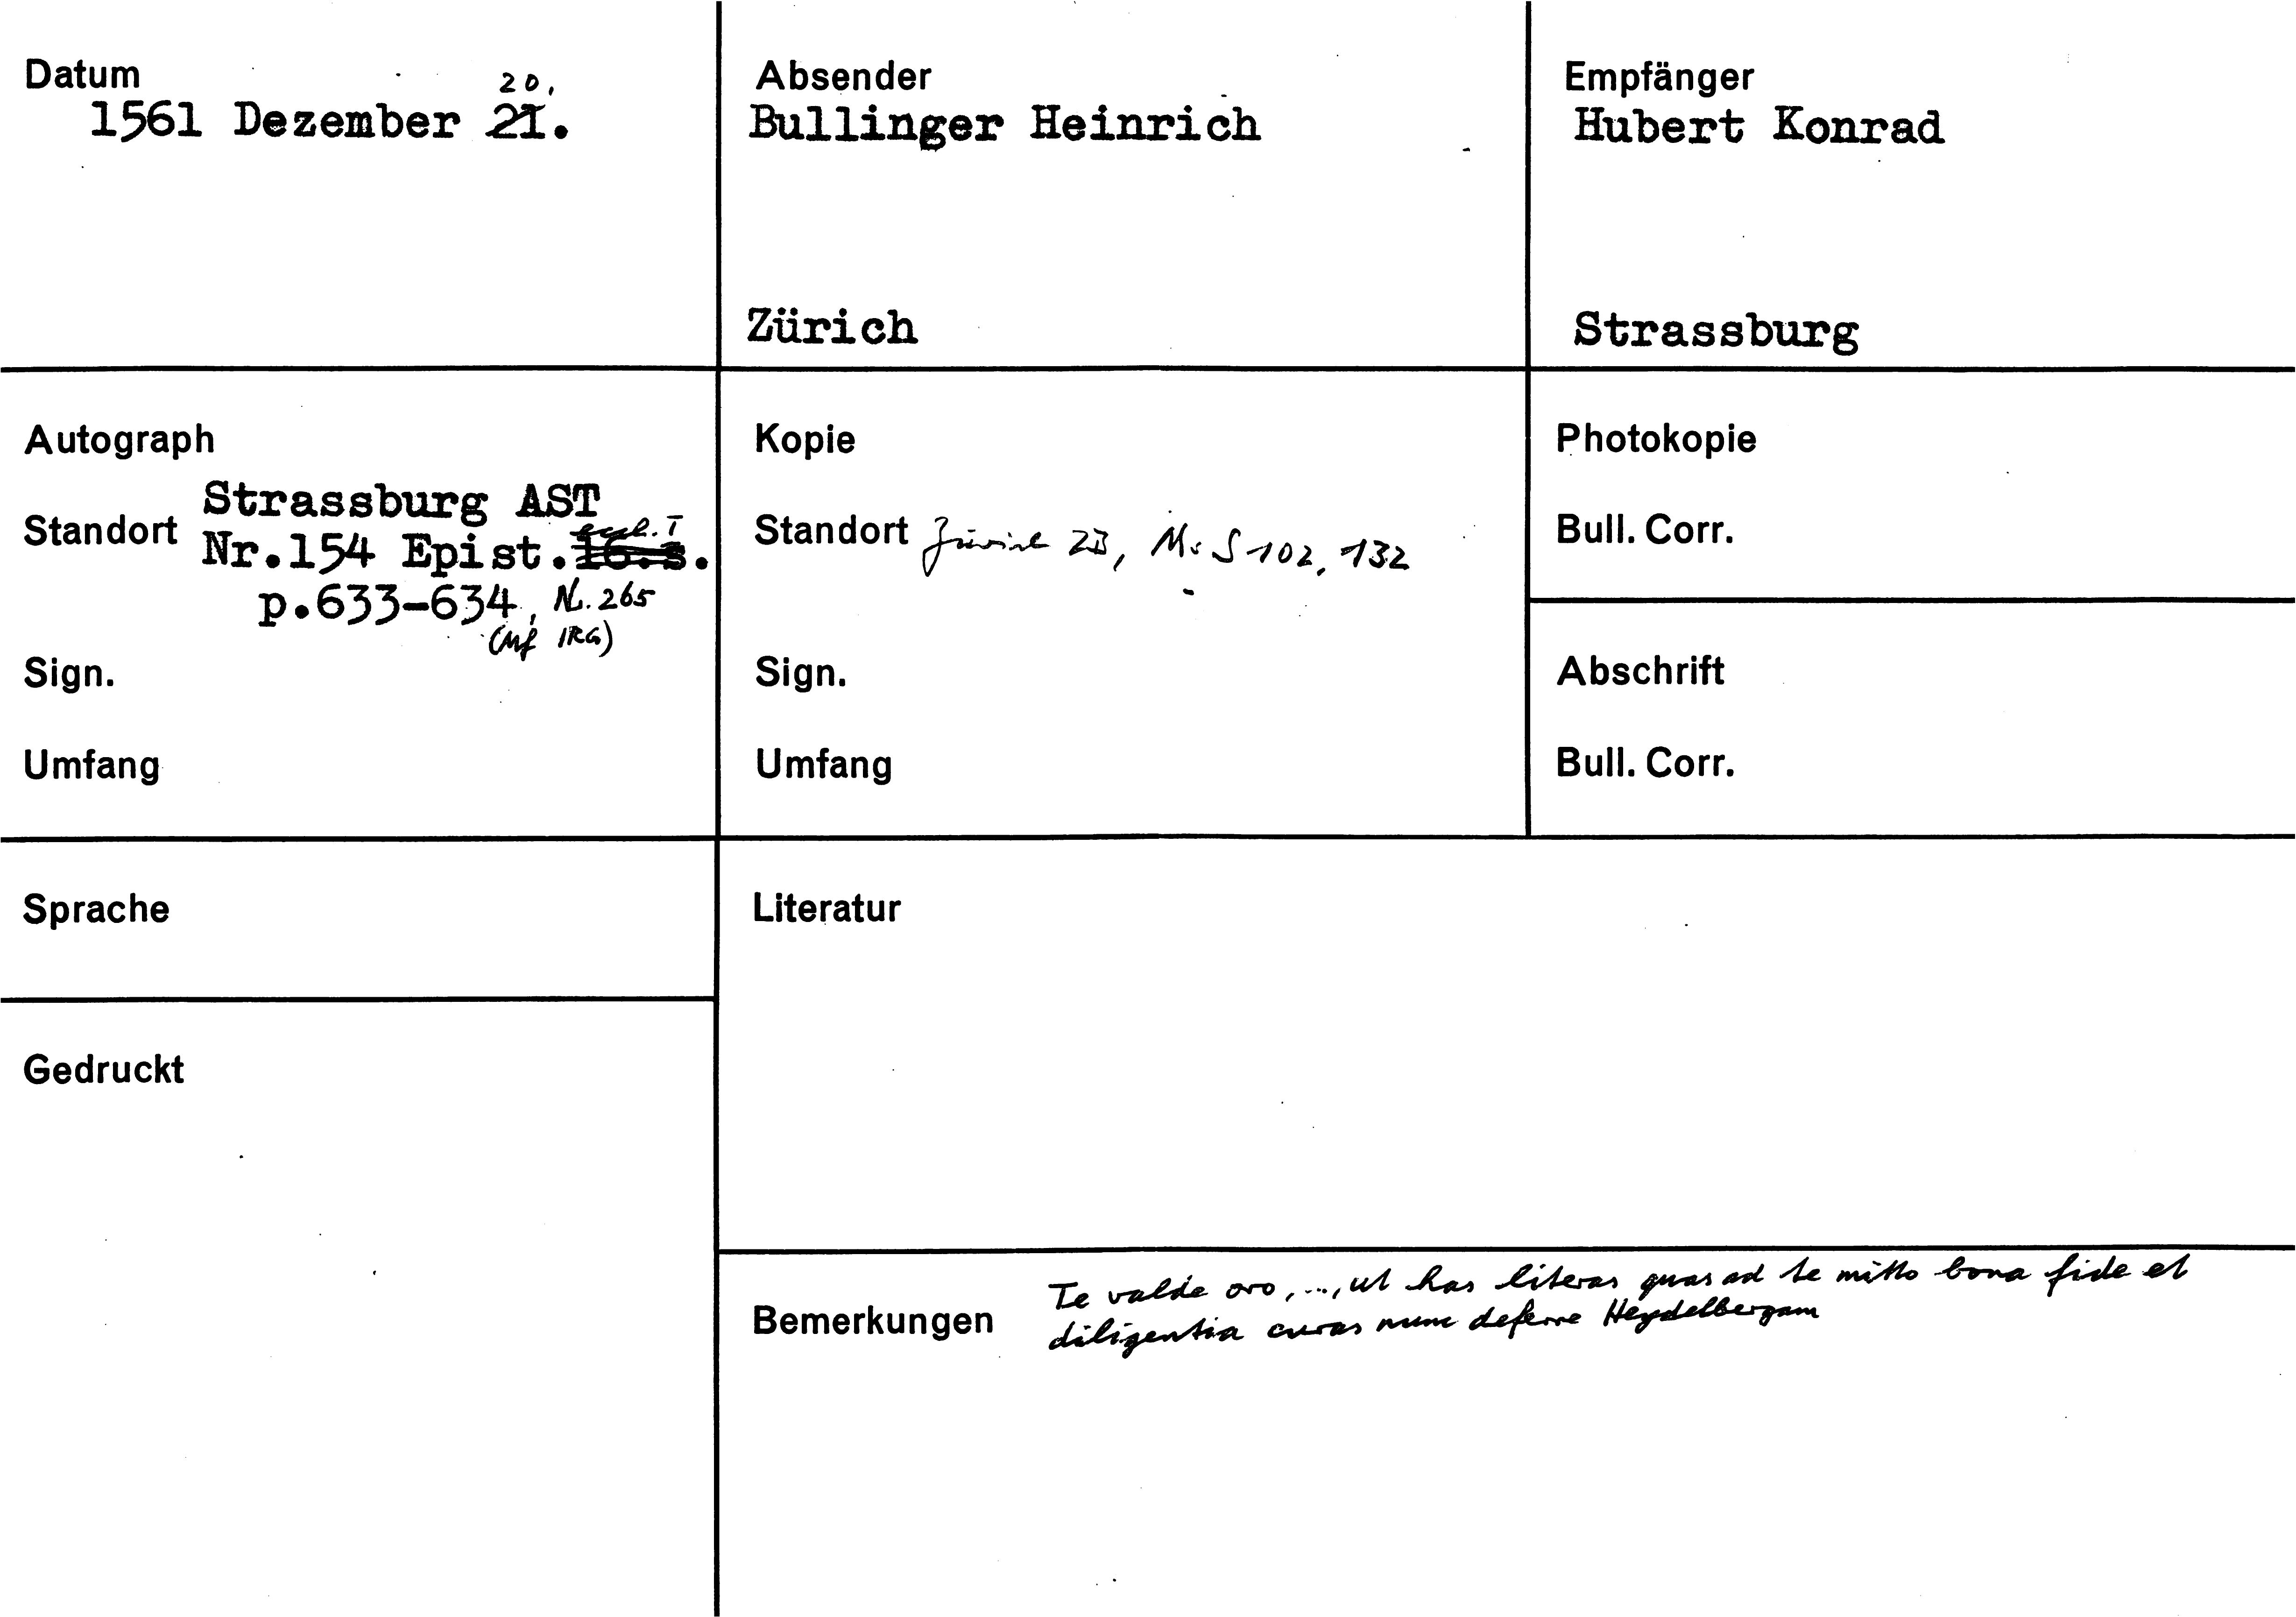 Datum
20.
1561 Dezember 21.
Absender
Bullinger Heinrich
Zürich
Empfänger
Hubert Konrad
Strassburg
Autograph
Standort Strassburg AST
eccl. I
Nr.154 Epist. 16.s.
p.633-634, N. 265
(Mf IRG)
Sign.
Umfang
Kopie
Standort Zürich ZB, Ms S 102, 132
Sign.
Umfang
Photokopie
Bull. Corr.
Abschrift
Bull. Corr.
Sprache
Literatur
Gedruckt
Bemerkungen
Te valde oro, ..., ut has literas quas ad te mitto bona fide et
diligentia curas nunc deferre Heydelbergam